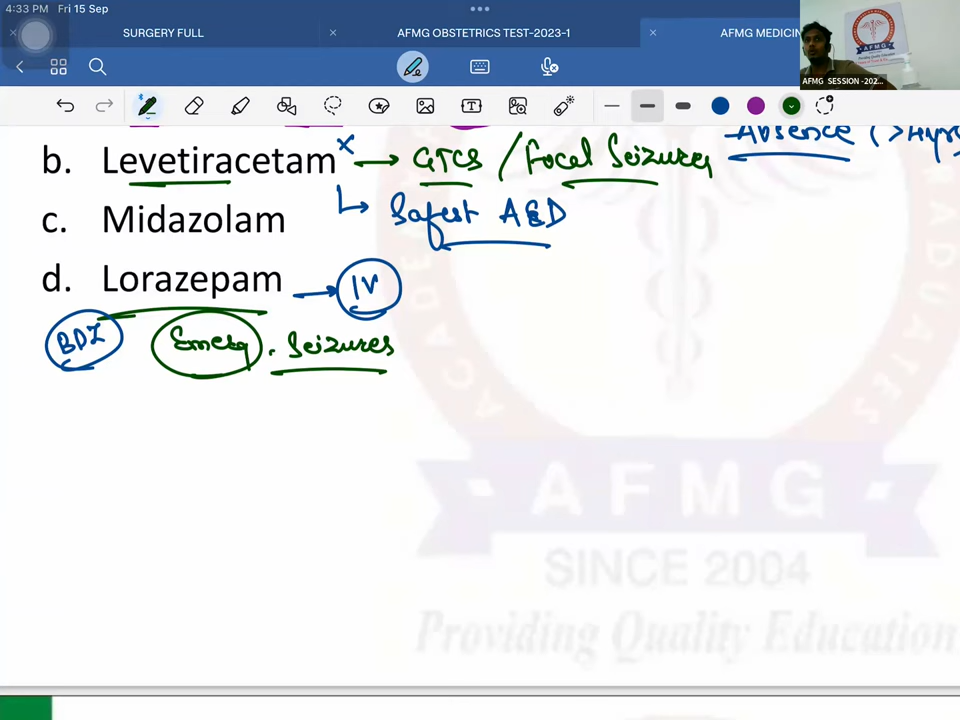 4:33 PM Fri 15 Sep
SURGERY FULL
AFMG OBSTETRICS TEST-2023-1
AFMG MEDICIN
AFMG
AFMG SESSION -202...
Absence
b. Levetiracetam x → GTCS / Focal Seizures
↳ Safest AED
c. Midazolam
d. Lorazepam → IV
BDZ Emerg. Seizures
AFMG
SINCE 2004
Providing Quality Education